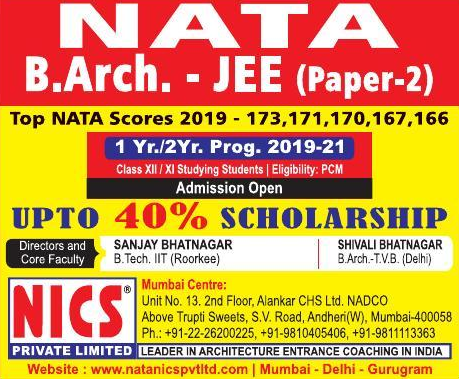 NATA
B.Arch. - JEE (Paper-2)
Top NATA Scores 2019 - 173,171,170,167,166
1 Yr./2Yr. Prog. 2019-21
Class XII / XI Studying Students | Eligibility: PCM
Admission Open
UPTO 40% SCHOLARSHIP
Directors and
Core Faculty
SANJAY BHATNAGAR
B.Tech. IIT (Roorkee)
SHIVALI BHATNAGAR
B.Arch.-T.V.B. (Delhi)
NICS®
PRIVATE LIMITED
Mumbai Centre:
Unit No. 13. 2nd Floor, Alankar CHS Ltd. NADCO
Above Trupti Sweets, S.V. Road, Andheri(W), Mumbai-400058
Ph.: +91-22-26200225, +91-9810405406, +91-9811113363
LEADER IN ARCHITECTURE ENTRANCE COACHING IN INDIA
Website : www.natanicspvtltd.com | Mumbai - Delhi - Gurugram